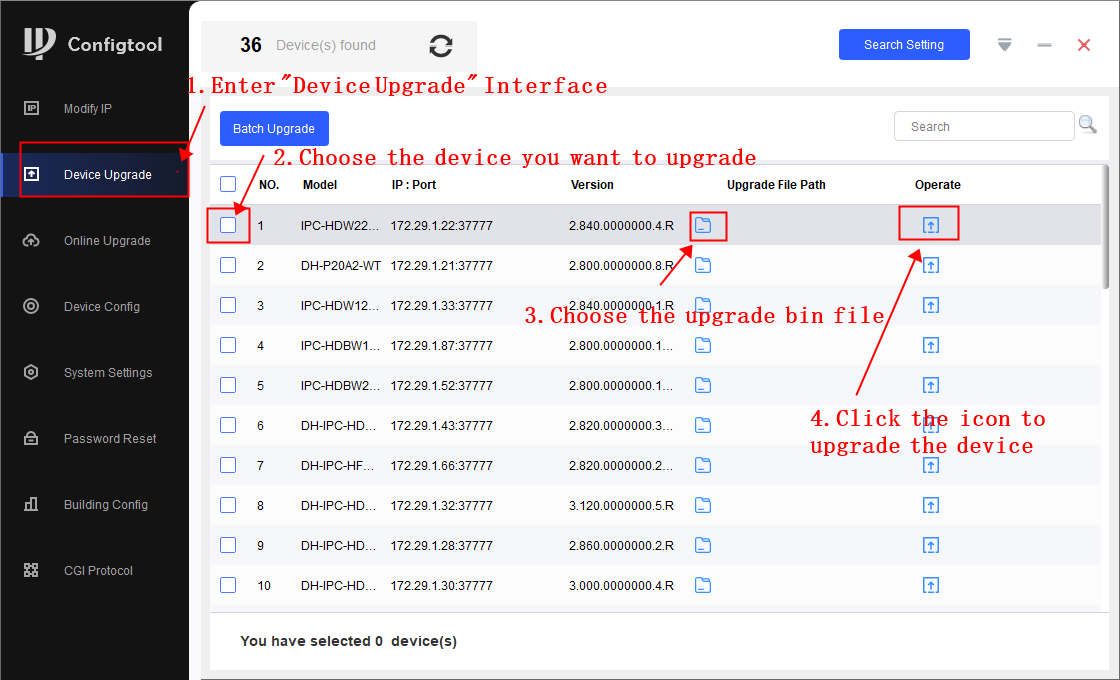 Configtool
36 Device(s) found
Search Setting
1.Enter "Device Upgrade" Interface
Modify IP
Device Upgrade
Online Upgrade
Device Config
System Settings
Password Reset
Building Config
CGI Protocol
Batch Upgrade
Search
2.Choose the device you want to upgrade
NO. Model IP : Port Version Upgrade File Path Operate
1 IPC-HDW22... 172.29.1.22:37777 2.840.0000000.4.R
2 DH-P20A2-WT 172.29.1.21:37777 2.800.0000000.8.R
3 IPC-HDW12... 172.29.1.33:37777 2.840.0000000.1.R
3.Choose the upgrade bin file
4 IPC-HDBW1... 172.29.1.87:37777 2.800.0000000.1...
5 IPC-HDBW2... 172.29.1.52:37777 2.800.0000000.1...
6 DH-IPC-HD... 172.29.1.43:37777 2.820.0000000.3...
4.Click the icon to
upgrade the device
7 DH-IPC-HF... 172.29.1.66:37777 2.820.0000000.2...
8 DH-IPC-HD... 172.29.1.32:37777 3.120.0000000.5.R
9 DH-IPC-HD... 172.29.1.28:37777 2.860.0000000.2.R
10 DH-IPC-HD... 172.29.1.30:37777 3.000.0000000.4.R
You have selected 0 device(s)